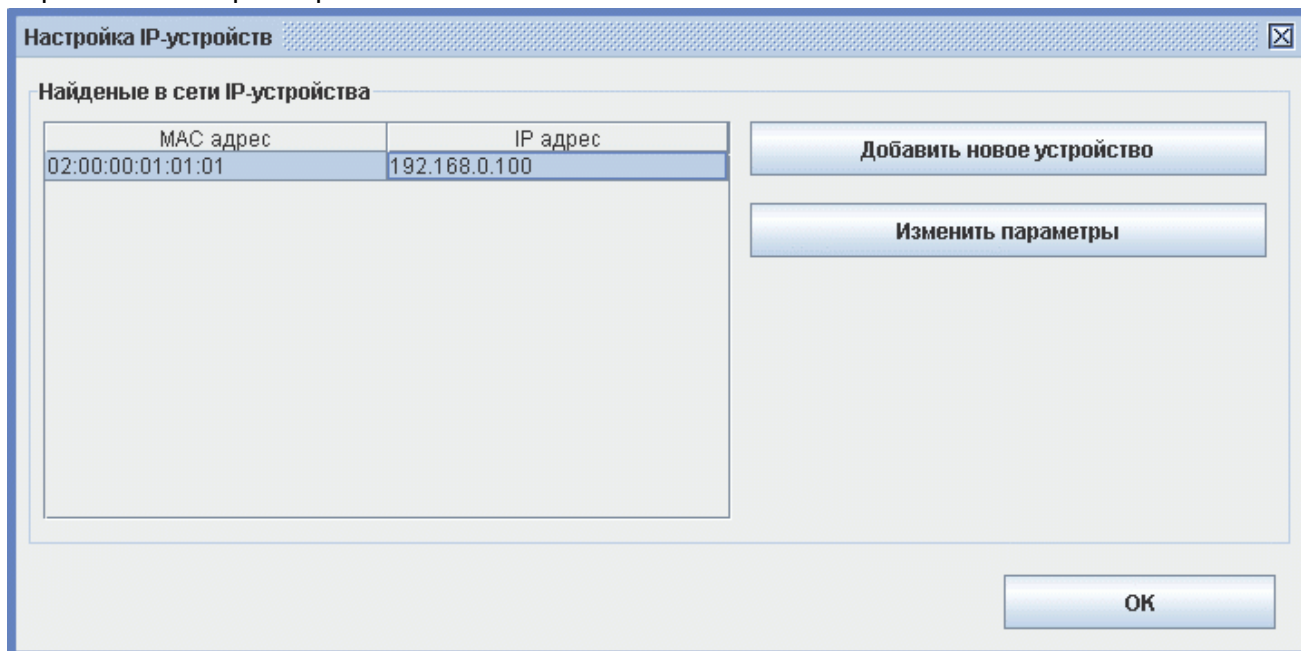 Настройка IP-устройств
Найденые в сети IP-устройства
MAC адрес IP адрес
02:00:00:01:01:01 192.168.0.100
Добавить новое устройство
Изменить параметры
OK